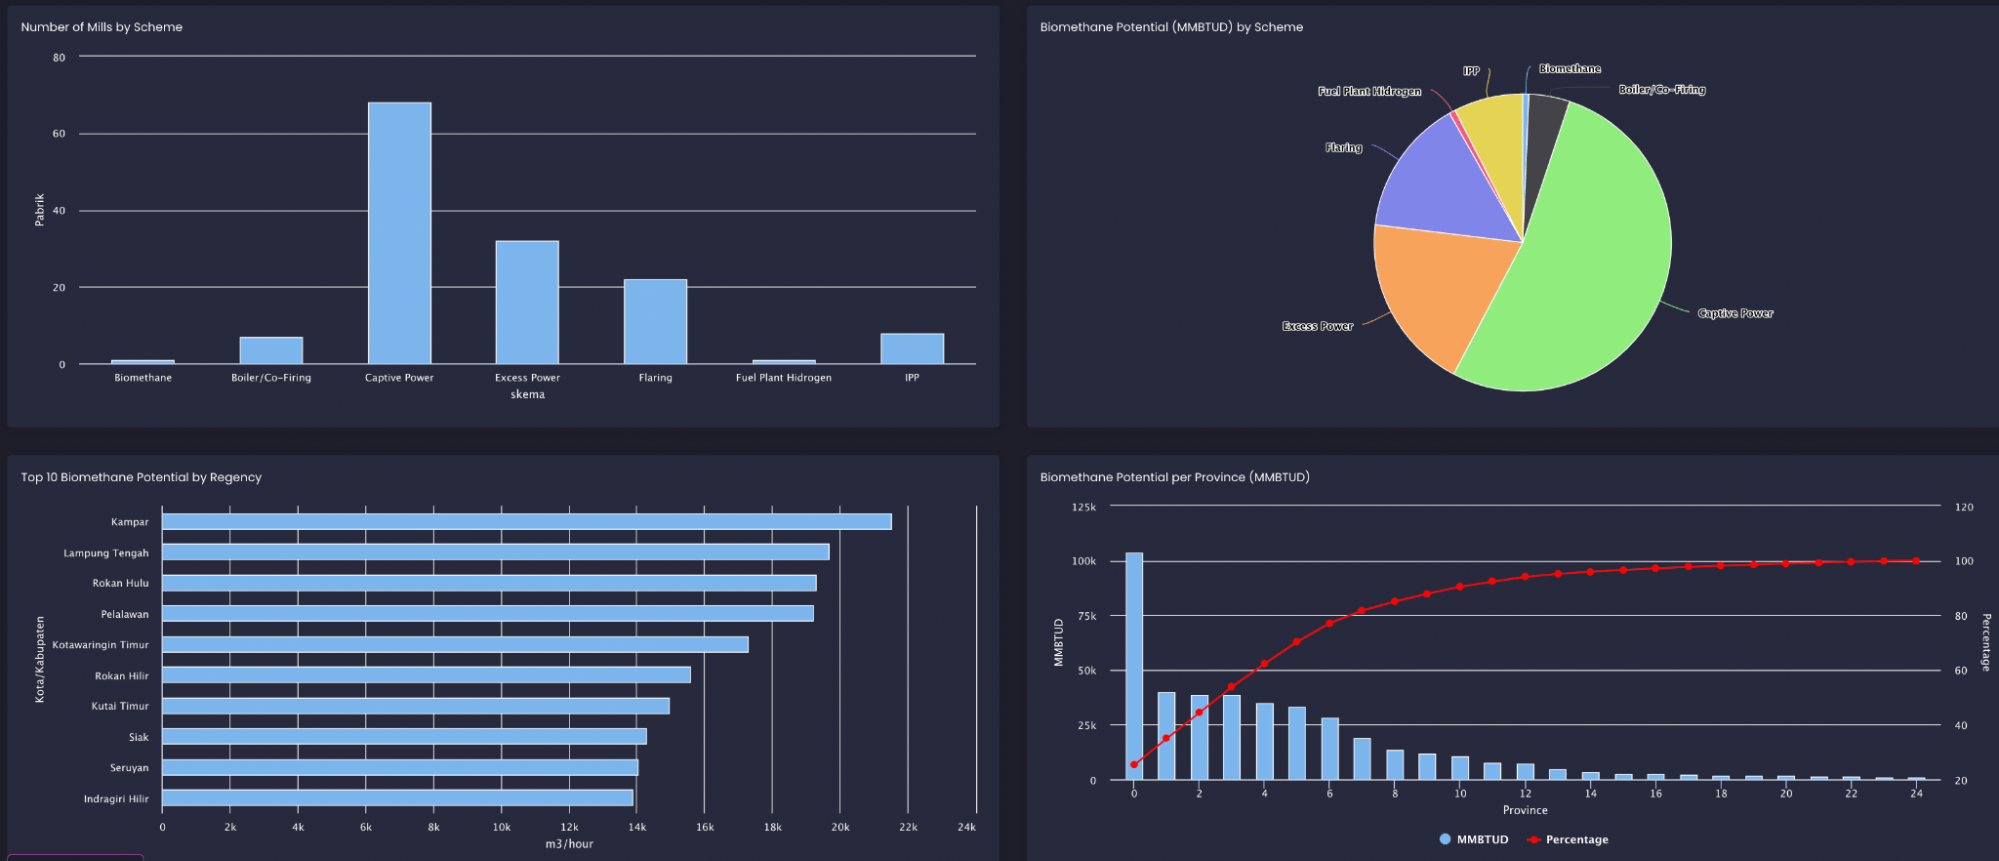 Number of Mills by Scheme
80
60
40
20
0
Pabrik
Biomethane
Boiler/Co-Firing
Captive Power
Excess Power
Flaring
Fuel Plant Hidrogen
IPP
skema
Biomethane Potential (MMBTUD) by Scheme
IPP
Biomethane
Fuel Plant Hidrogen
Boiler/Co-Firing
Flaring
Captive Power
Excess Power
Top 10 Biomethane Potential by Regency
Kota/Kabupaten
Kampar
Lampung Tengah
Rokan Hulu
Pelalawan
Kotawaringin Timur
Rokan Hilir
Kutai Timur
Siak
Seruyan
Indragiri Hilir
0 2k 4k 6k 8k 10k 12k 14k 16k 18k 20k 22k 24k
m3/hour
Biomethane Potential per Province (MMBTUD)
125k
100k
75k
50k
25k
0
MMBTUD
120
100
80
60
40
20
Percentage
0 2 4 6 8 10 12 14 16 18 20 22 24
Province
MMBTUD Percentage